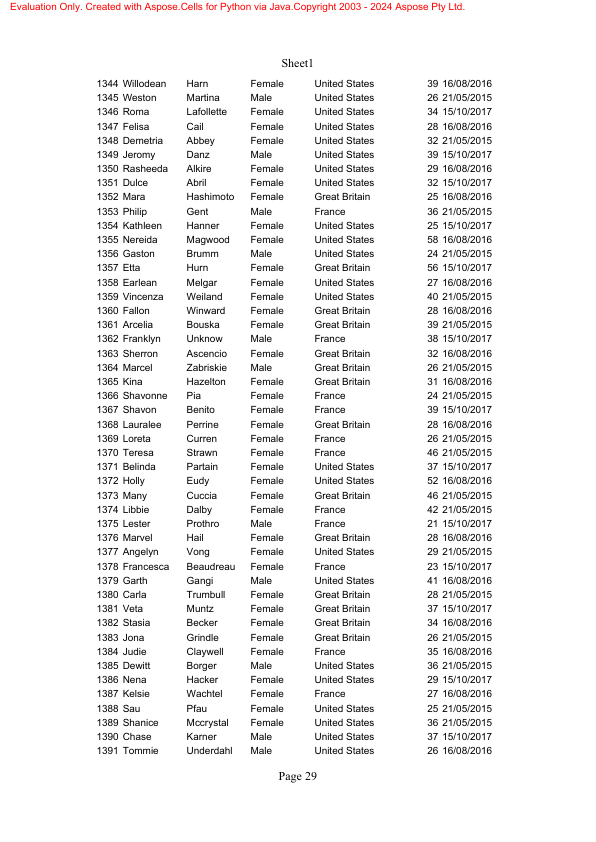 Evaluation Only. Created with Aspose.Cells for Python via Java.Copyright 2003 - 2024 Aspose Pty Ltd.
Sheet1
1344 Willodean Harn Female United States 39 16/08/2016
1345 Weston Martina Male United States 26 21/05/2015
1346 Roma Lafollette Female United States 34 15/10/2017
1347 Felisa Cail Female United States 28 16/08/2016
1348 Demetria Abbey Female United States 32 21/05/2015
1349 Jeromy Danz Male United States 39 15/10/2017
1350 Rasheeda Alkire Female United States 29 16/08/2016
1351 Dulce Abril Female United States 32 15/10/2017
1352 Mara Hashimoto Female Great Britain 25 16/08/2016
1353 Philip Gent Male France 36 21/05/2015
1354 Kathleen Hanner Female United States 25 15/10/2017
1355 Nereida Magwood Female United States 58 16/08/2016
1356 Gaston Brumm Male United States 24 21/05/2015
1357 Etta Hurn Female Great Britain 56 15/10/2017
1358 Earlean Melgar Female United States 27 16/08/2016
1359 Vincenza Weiland Female United States 40 21/05/2015
1360 Fallon Winward Female Great Britain 28 16/08/2016
1361 Arcelia Bouska Female Great Britain 39 21/05/2015
1362 Franklyn Unknow Male France 38 15/10/2017
1363 Sherron Ascencio Female Great Britain 32 16/08/2016
1364 Marcel Zabriskie Male Great Britain 26 21/05/2015
1365 Kina Hazelton Female Great Britain 31 16/08/2016
1366 Shavonne Pia Female France 24 21/05/2015
1367 Shavon Benito Female France 39 15/10/2017
1368 Lauralee Perrine Female Great Britain 28 16/08/2016
1369 Loreta Curren Female France 26 21/05/2015
1370 Teresa Strawn Female France 46 21/05/2015
1371 Belinda Partain Female United States 37 15/10/2017
1372 Holly Eudy Female United States 52 16/08/2016
1373 Many Cuccia Female Great Britain 46 21/05/2015
1374 Libbie Dalby Female France 42 21/05/2015
1375 Lester Prothro Male France 21 15/10/2017
1376 Marvel Hail Female Great Britain 28 16/08/2016
1377 Angelyn Vong Female United States 29 21/05/2015
1378 Francesca Beaudreau Female France 23 15/10/2017
1379 Garth Gangi Male United States 41 16/08/2016
1380 Carla Trumbull Female Great Britain 28 21/05/2015
1381 Veta Muntz Female Great Britain 37 15/10/2017
1382 Stasia Becker Female Great Britain 34 16/08/2016
1383 Jona Grindle Female Great Britain 26 21/05/2015
1384 Judie Claywell Female France 35 16/08/2016
1385 Dewitt Borger Male United States 36 21/05/2015
1386 Nena Hacker Female United States 29 15/10/2017
1387 Kelsie Wachtel Female France 27 16/08/2016
1388 Sau Pfau Female United States 25 21/05/2015
1389 Shanice Mccrystal Female United States 36 21/05/2015
1390 Chase Karner Male United States 37 15/10/2017
1391 Tommie Underdahl Male United States 26 16/08/2016
Page 29